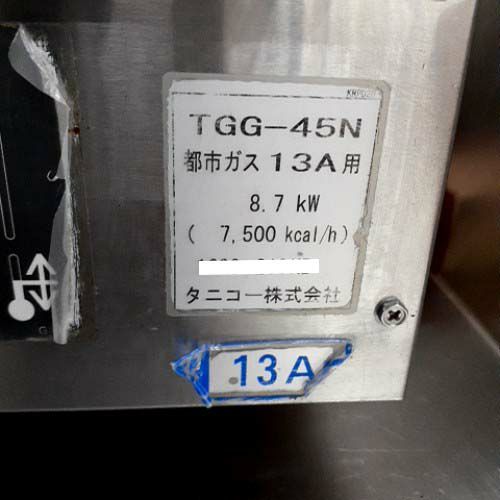 TGG-45N
都市ガス 13A用
8.7 kW
( 7,500 kcal/h)
タニコー株式会社
13A